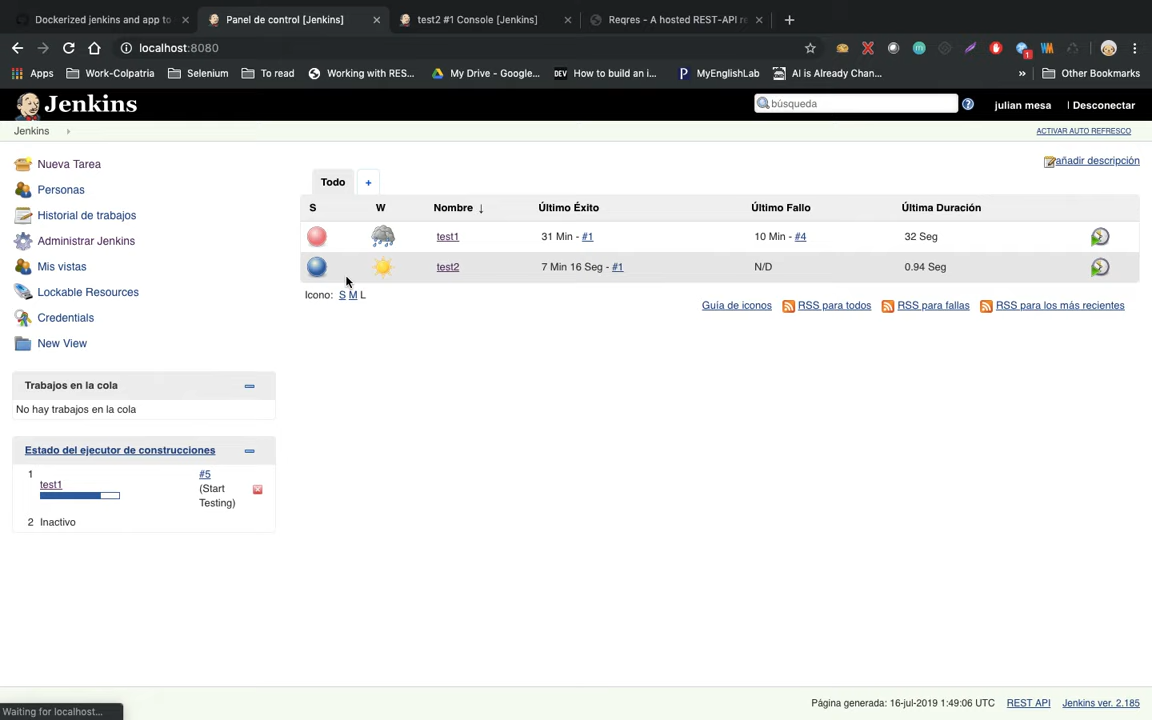 Dockerized jenkins and app to
Panel de control [Jenkins]
test2 #1 Console [Jenkins]
Reqres - A hosted REST-API r
localhost:8080
1
Apps
Work-Colpatria
Selenium
To read
Working with RES...
My Drive - Google...
DEV
How to build an i...
MyEnglishLab
AI is Already Chan...
»
Other Bookmarks
Jenkins
búsqueda
julian mesa
| Desconectar
Jenkins
ACTIVAR AUTO REFRESCO
Nueva Tarea
Personas
Historial de trabajos
Administrar Jenkins
Mis vistas
Lockable Resources
Credentials
New View
añadir descripción
Todo
+
S W Nombre ↓ Último Éxito Último Fallo Última Duración
test1 31 Min - #1 10 Min - #4 32 Seg
test2 7 Min 16 Seg - #1 N/D 0.94 Seg
Icono: S M L
Guía de iconos RSS para todos RSS para fallas RSS para los más recientes
Trabajos en la cola
No hay trabajos en la cola
Estado del ejecutor de construcciones
1 test1 #5
(Start
Testing)
2 Inactivo
Waiting for localhost...
Página generada: 16-jul-2019 1:49:06 UTC REST API Jenkins ver. 2.185